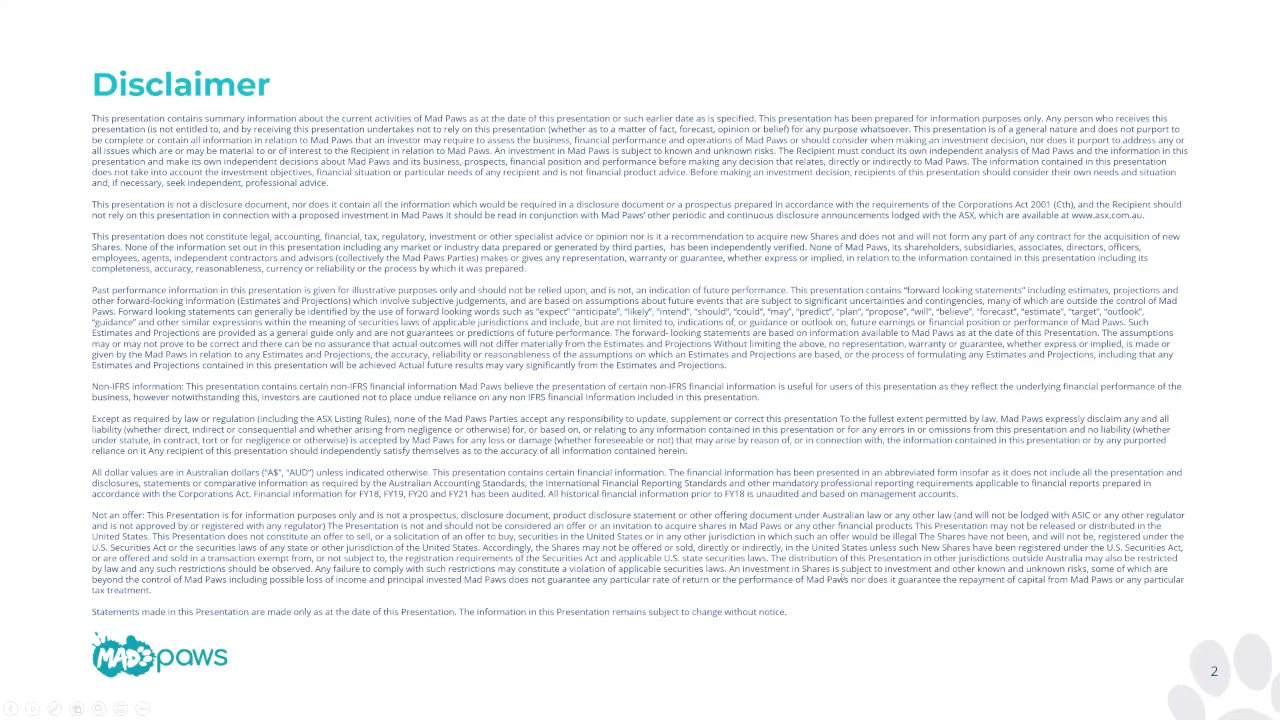 Disclaimer
This presentation contains summary information about the current activities of Mad Paws as at the date of this presentation or such earlier date as is specified. This presentation has been prepared for information purposes only. Any person who receives this
presentation (is not entitled to, and by receiving this presentation undertakes not to rely on this presentation (whether as to a matter of fact, forecast, opinion or belief) for any purpose whatsoever. This presentation is of a general nature and does not purport to
be complete or contain all information in relation to Mad Paws that an investor may require to assess the business, financial performance and operations of Mad Paws or should consider when making an investment decision, nor does it purport to address any or
all issues which are or may be material to or of interest to the Recipient in relation to Mad Paws. An investment in Mad Paws is subject to known and unknown risks. The Recipient must conduct its own independent analysis of Mad Paws and the information in this
presentation and make its own independent decisions about Mad Paws and its business, prospects, financial position and performance before making any decision that relates, directly or indirectly to Mad Paws. The information contained in this presentation
does not take into account the investment objectives, financial situation or particular needs of any recipient and is not financial product advice. Before making an investment decision, recipients of this presentation should consider their own needs and situation
and, if necessary, seek independent, professional advice.
This presentation is not a disclosure document, nor does it contain all the information which would be required in a disclosure document or a prospectus prepared in accordance with the requirements of the Corporations Act 2001 (Cth), and the Recipient should
not rely on this presentation in connection with a proposed investment in Mad Paws It should be read in conjunction with Mad Paws’ other periodic and continuous disclosure announcements lodged with the ASX, which are available at www.asx.com.au.
This presentation does not constitute legal, accounting, financial, tax, regulatory, investment or other specialist advice or opinion nor is it a recommendation to acquire new Shares and does not and will not form any part of any contract for the acquisition of new
Shares. None of the information set out in this presentation including any market or industry data prepared or generated by third parties, has been independently verified. None of Mad Paws, its shareholders, subsidiaries, associates, directors, officers,
employees, agents, independent contractors and advisors (collectively the Mad Paws Parties) makes or gives any representation, warranty or guarantee, whether express or implied, in relation to the information contained in this presentation including its
completeness, accuracy, reasonableness, currency or reliability or the process by which it was prepared.
Past performance information in this presentation is given for illustrative purposes only and should not be relied upon, and is not, an indication of future performance. This presentation contains “forward looking statements” including estimates, projections and
other forward-looking information (Estimates and Projections) which involve subjective judgements, and are based on assumptions about future events that are subject to significant uncertainties and contingencies, many of which are outside the control of Mad
Paws. Forward looking statements can generally be identified by the use of forward looking words such as “expect” “anticipate”, “likely”, “intend”, “should”, “could”, “may”, “predict”, “plan”, “propose”, “will”, “believe”, “forecast”, “estimate”, “target”, “outlook”,
“guidance” and other similar expressions within the meaning of securities laws of applicable jurisdictions and include, but are not limited to, indications of, or guidance or outlook on, future earnings or financial position or performance of Mad Paws. Such
Estimates and Projections are provided as a general guide only and are not guarantees or predictions of future performance. The forward- looking statements are based on information available to Mad Paws as at the date of this Presentation. The assumptions
may or may not prove to be correct and there can be no assurance that actual outcomes will not differ materially from the Estimates and Projections Without limiting the above, no representation, warranty or guarantee, whether express or implied, is made or
given by the Mad Paws in relation to any Estimates and Projections, the accuracy, reliability or reasonableness of the assumptions on which an Estimates and Projections are based, or the process of formulating any Estimates and Projections, including that any
Estimates and Projections contained in this presentation will be achieved Actual future results may vary significantly from the Estimates and Projections.
Non-IFRS information: This presentation contains certain non-IFRS financial information Mad Paws believe the presentation of certain non-IFRS financial information is useful for users of this presentation as they reflect the underlying financial performance of the
business, however notwithstanding this, investors are cautioned not to place undue reliance on any non IFRS financial Information included in this presentation.
Except as required by law or regulation (including the ASX Listing Rules), none of the Mad Paws Parties accept any responsibility to update, supplement or correct this presentation To the fullest extent permitted by law, Mad Paws expressly disclaim any and all
liability (whether direct, indirect or consequential and whether arising from negligence or otherwise) for, or based on, or relating to any information contained in this presentation or for any errors in or omissions from this presentation and no liability (whether
under statute, in contract, tort or for negligence or otherwise) is accepted by Mad Paws for any loss or damage (whether foreseeable or not) that may arise by reason of, or in connection with, the information contained in this presentation or by any purported
reliance on it Any recipient of this presentation should independently satisfy themselves as to the accuracy of all information contained herein.
All dollar values are in Australian dollars (“A$”, “AUD”) unless indicated otherwise. This presentation contains certain financial information. The financial information has been presented in an abbreviated form insofar as it does not include all the presentation and
disclosures, statements or comparative information as required by the Australian Accounting Standards, the International Financial Reporting Standards and other mandatory professional reporting requirements applicable to financial reports prepared in
accordance with the Corporations Act. Financial information for FY18, FY19, FY20 and FY21 has been audited. All historical financial information prior to FY18 is unaudited and based on management accounts.
Not an offer: This Presentation is for information purposes only and is not a prospectus, disclosure document, product disclosure statement or other offering document under Australian law or any other law (and will not be lodged with ASIC or any other regulator
and is not approved by or registered with any regulator) The Presentation is not and should not be considered an offer or an invitation to acquire shares in Mad Paws or any other financial products This Presentation may not be released or distributed in the
United States. This Presentation does not constitute an offer to sell, or a solicitation of an offer to buy, securities in the United States or in any other jurisdiction in which such an offer would be illegal The Shares have not been, and will not be, registered under the
U.S. Securities Act or the securities laws of any state or other jurisdiction of the United States. Accordingly, the Shares may not be offered or sold, directly or indirectly, in the United States unless such New Shares have been registered under the U.S. Securities Act,
or are offered and sold in a transaction exempt from, or not subject to, the registration requirements of the Securities Act and applicable U.S. state securities laws. The distribution of this Presentation in other jurisdictions outside Australia may also be restricted
by law and any such restrictions should be observed. Any failure to comply with such restrictions may constitute a violation of applicable securities laws. An investment in Shares is subject to investment and other known and unknown risks, some of which are
beyond the control of Mad Paws including possible loss of income and principal invested Mad Paws does not guarantee any particular rate of return or the performance of Mad Paws nor does it guarantee the repayment of capital from Mad Paws or any particular
tax treatment.
Statements made in this Presentation are made only as at the date of this Presentation. The information in this Presentation remains subject to change without notice.
MAD paws
2